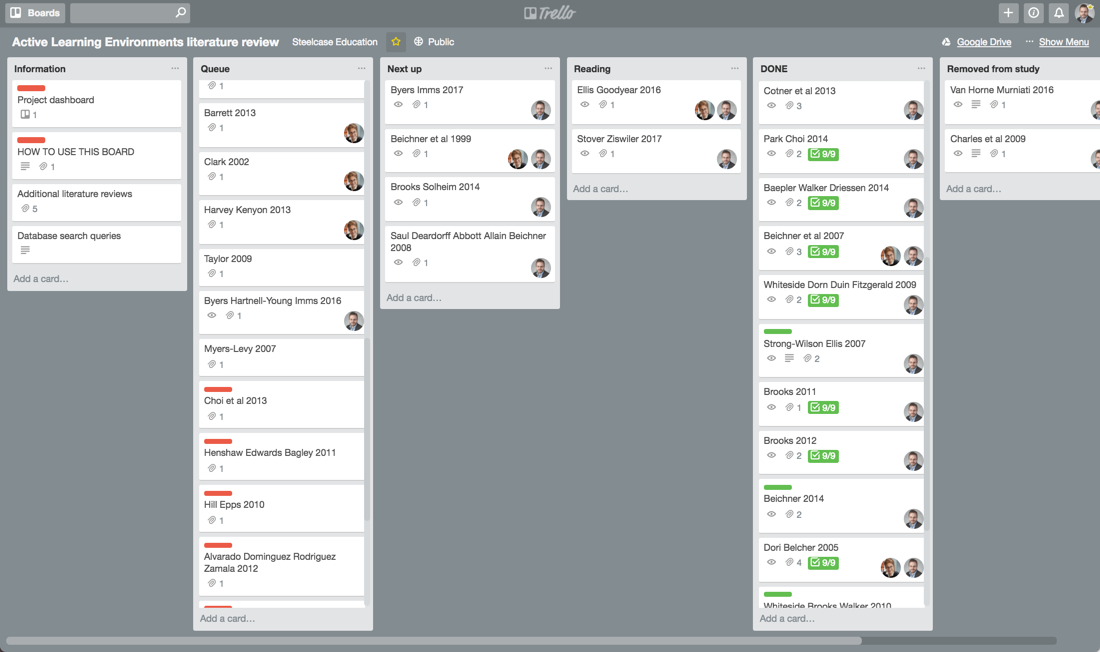 Boards
Trello
Active Learning Environments literature review
Steelcase Education
Public
Google Drive
··· Show Menu
Information
Project dashboard
1
HOW TO USE THIS BOARD
1
Additional literature reviews
5
Database search queries
Add a card…
Queue
1
Barrett 2013
1
Clark 2002
1
Harvey Kenyon 2013
1
Taylor 2009
1
Byers Hartnell-Young Imms 2016
1
Myers-Levy 2007
1
Choi et al 2013
1
Henshaw Edwards Bagley 2011
1
Hill Epps 2010
1
Alvarado Dominguez Rodriguez
Zamala 2012
1
Add a card…
Next up
Byers Imms 2017
1
Beichner et al 1999
1
Brooks Solheim 2014
1
Saul Deardorff Abbott Allain Beichner
2008
1
Add a card…
Reading
Ellis Goodyear 2016
1
Stover Ziswiler 2017
1
Add a card…
DONE
Cotner et al 2013
3
Park Choi 2014
2 9/9
Baepler Walker Driessen 2014
2 9/9
Beichner et al 2007
3 9/9
Whiteside Dorn Duin Fitzgerald 2009
2 9/9
Strong-Wilson Ellis 2007
2
Brooks 2011
1 9/9
Brooks 2012
2 9/9
Beichner 2014
2
Dori Belcher 2005
4 9/9
Whiteside Brooks Walker 2010
Add a card…
Removed from study
Van Horne Murniati 2016
1
Charles et al 2009
1
Add a card…